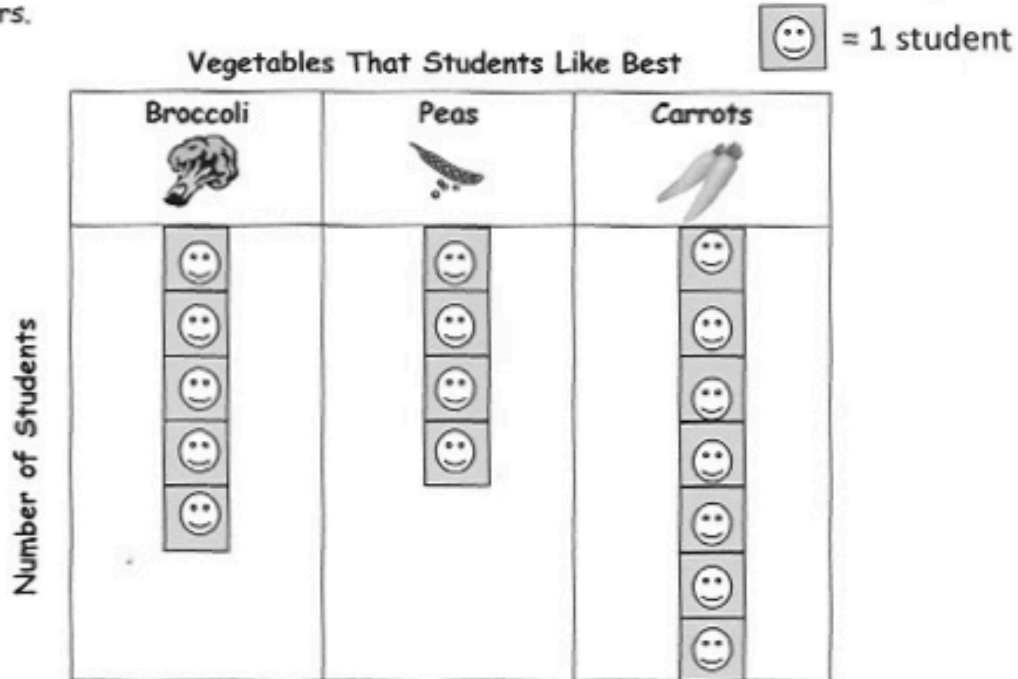 rs.
= 1 student
Vegetables That Students Like Best
Broccoli
Peas
Carrots
Number of Students